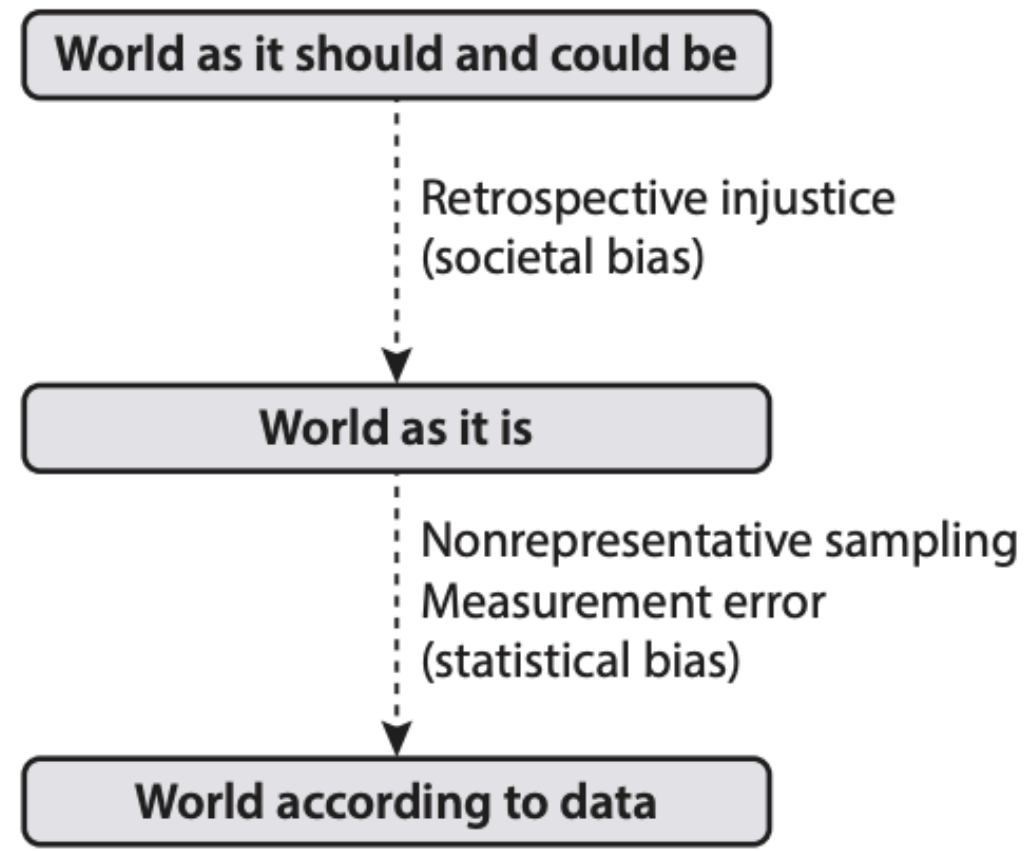 World as it should and could be
Retrospective injustice
(societal bias)
World as it is
Nonrepresentative sampling
Measurement error
(statistical bias)
World according to data